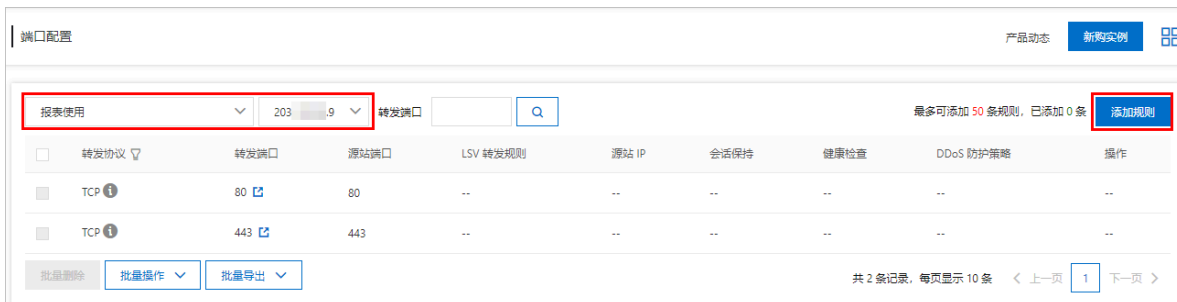 端口配置 产品动态 新购实例
报表使用 203 .9 转发端口 最多可添加 50 条规则，已添加 0 条 添加规则
转发协议 转发端口 源站端口 LSV 转发规则 源站 IP 会话保持 健康检查 DDoS 防护策略 操作
TCP 80 80 -- -- -- -- -- --
TCP 443 443 -- -- -- -- -- --
批量删除 批量操作 批量导出 共 2 条记录，每页显示 10 条 上一页 1 下一页